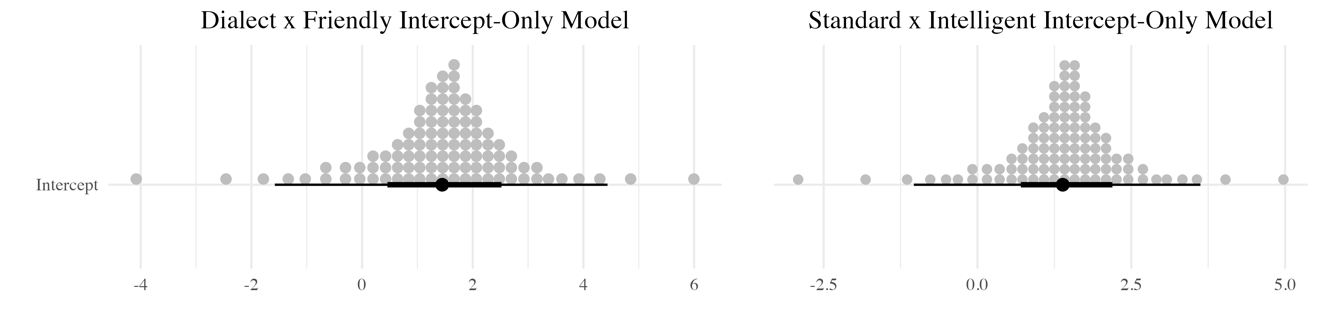 Dialect x Friendly Intercept-Only Model
Standard x Intelligent Intercept-Only Model
Intercept
-4 -2 0 2 4 6
-2.5 0.0 2.5 5.0